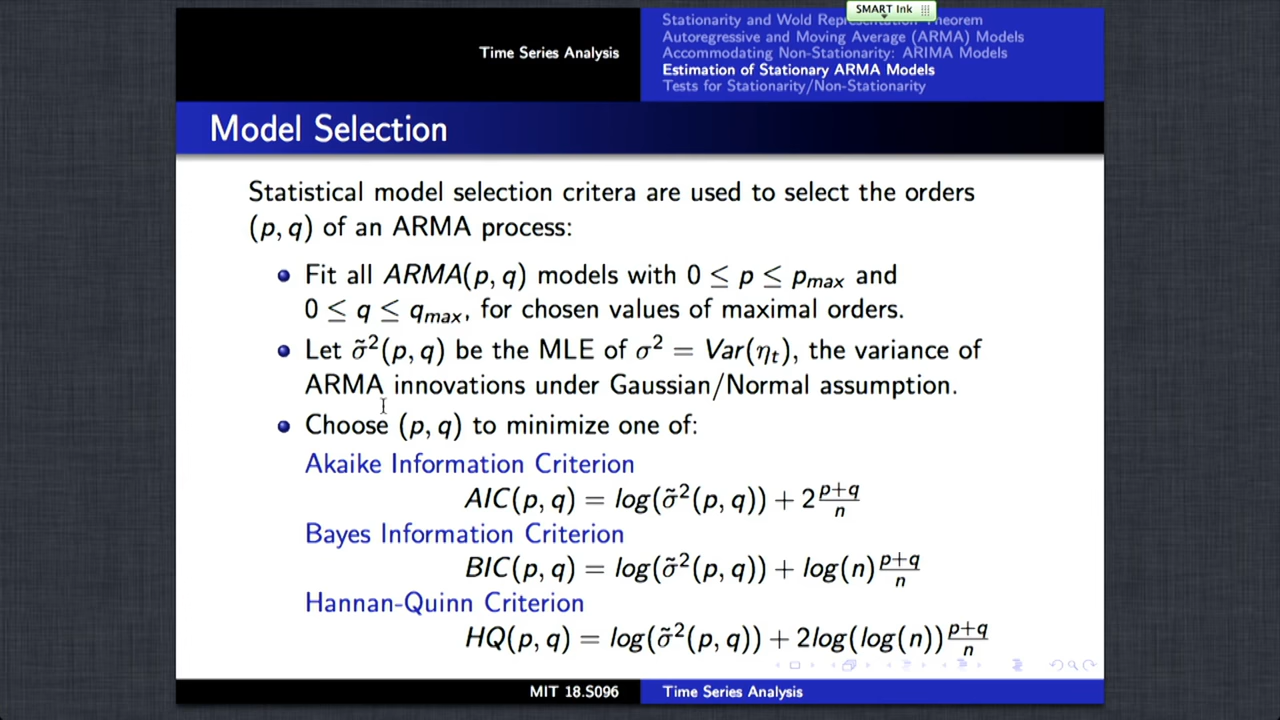 SMART Ink
Time Series Analysis
Stationarity and Wold Representation Theorem
Autoregressive and Moving Average (ARMA) Models
Accommodating Non-Stationarity: ARIMA Models
Estimation of Stationary ARMA Models
Tests for Stationarity/Non-Stationarity
Model Selection
Statistical model selection critera are used to select the orders
(p, q) of an ARMA process:
Fit all ARMA(p, q) models with 0 ≤ p ≤ p_max and
0 ≤ q ≤ q_max, for chosen values of maximal orders.
Let σ̃²(p, q) be the MLE of σ² = Var(η_t), the variance of
ARMA innovations under Gaussian/Normal assumption.
Choose (p, q) to minimize one of:
Akaike Information Criterion
AIC(p, q) = log(σ̃²(p, q)) + 2 (p+q)/n
Bayes Information Criterion
BIC(p, q) = log(σ̃²(p, q)) + log(n) (p+q)/n
Hannan-Quinn Criterion
HQ(p, q) = log(σ̃²(p, q)) + 2log(log(n)) (p+q)/n
MIT 18.S096
Time Series Analysis